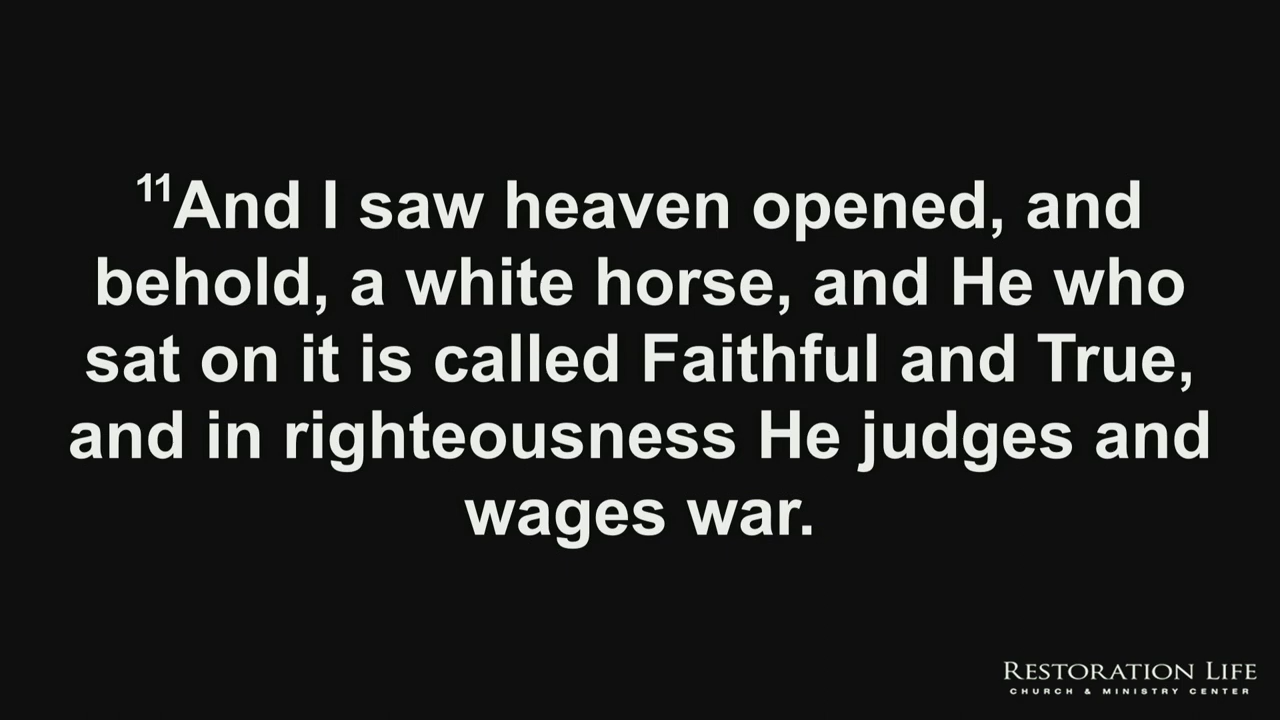 11And I saw heaven opened, and
behold, a white horse, and He who
sat on it is called Faithful and True,
and in righteousness He judges and
wages war.
RESTORATION LIFE
CHURCH & MINISTRY CENTER